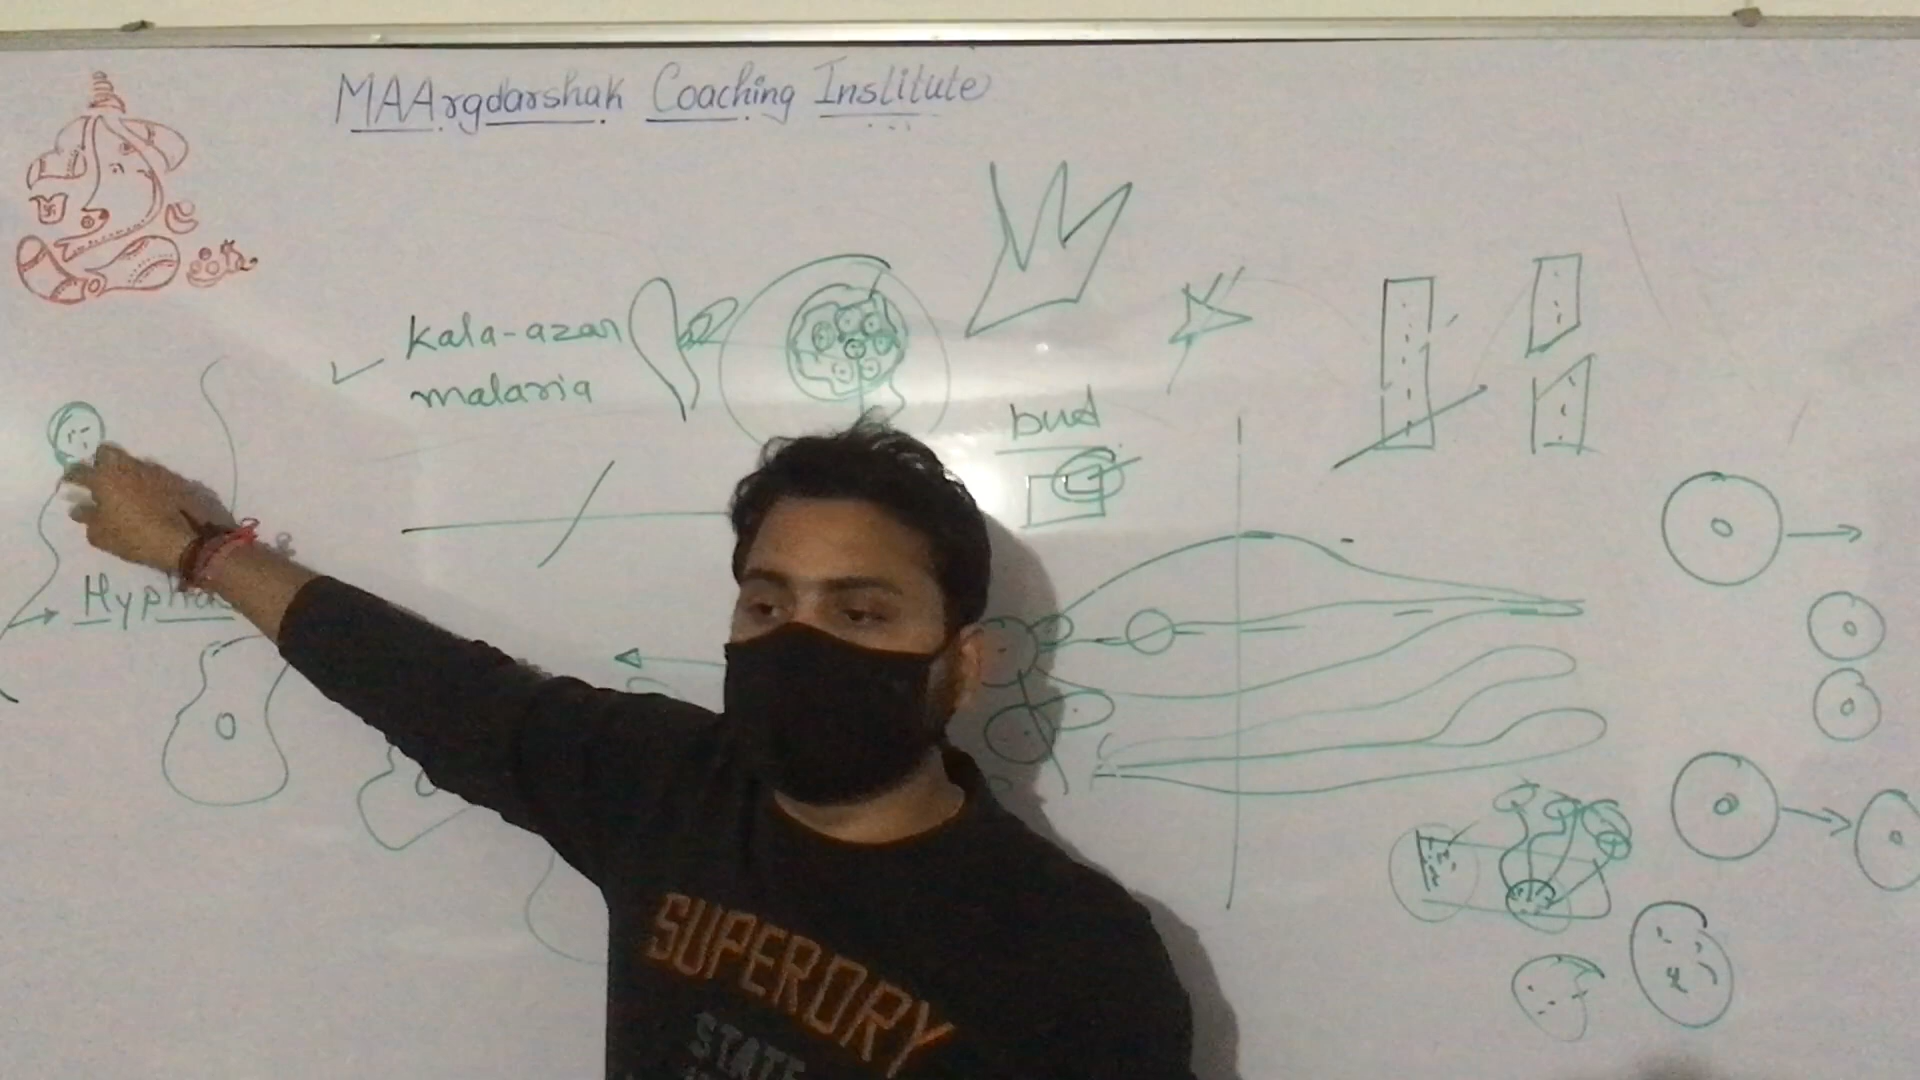 MAArgdarshak Coaching Institute
kala-azar
malaria
bud
Hyphae
SUPERDRY
STATE